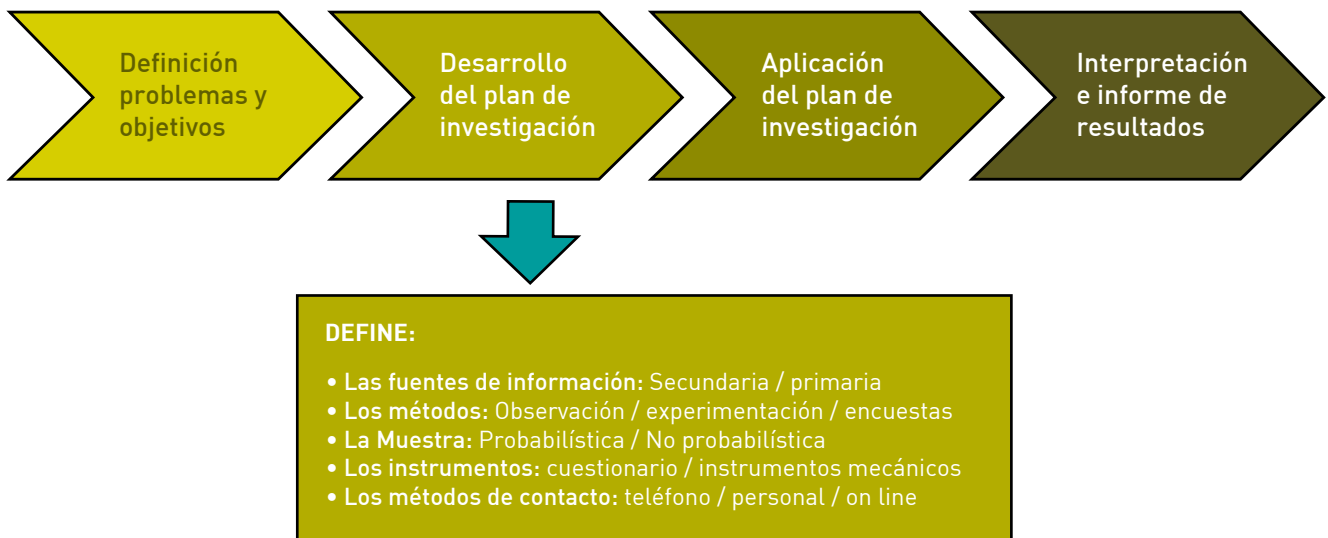 Definición
problemas y
objetivos
Desarrollo
del plan de
investigación
Aplicación
del plan de
investigación
Interpretación
e informe de
resultados
DEFINE:
• Las fuentes de información: Secundaria / primaria
• Los métodos: Observación / experimentación / encuestas
• La Muestra: Probabilística / No probabilística
• Los instrumentos: cuestionario / instrumentos mecánicos
• Los métodos de contacto: teléfono / personal / on line